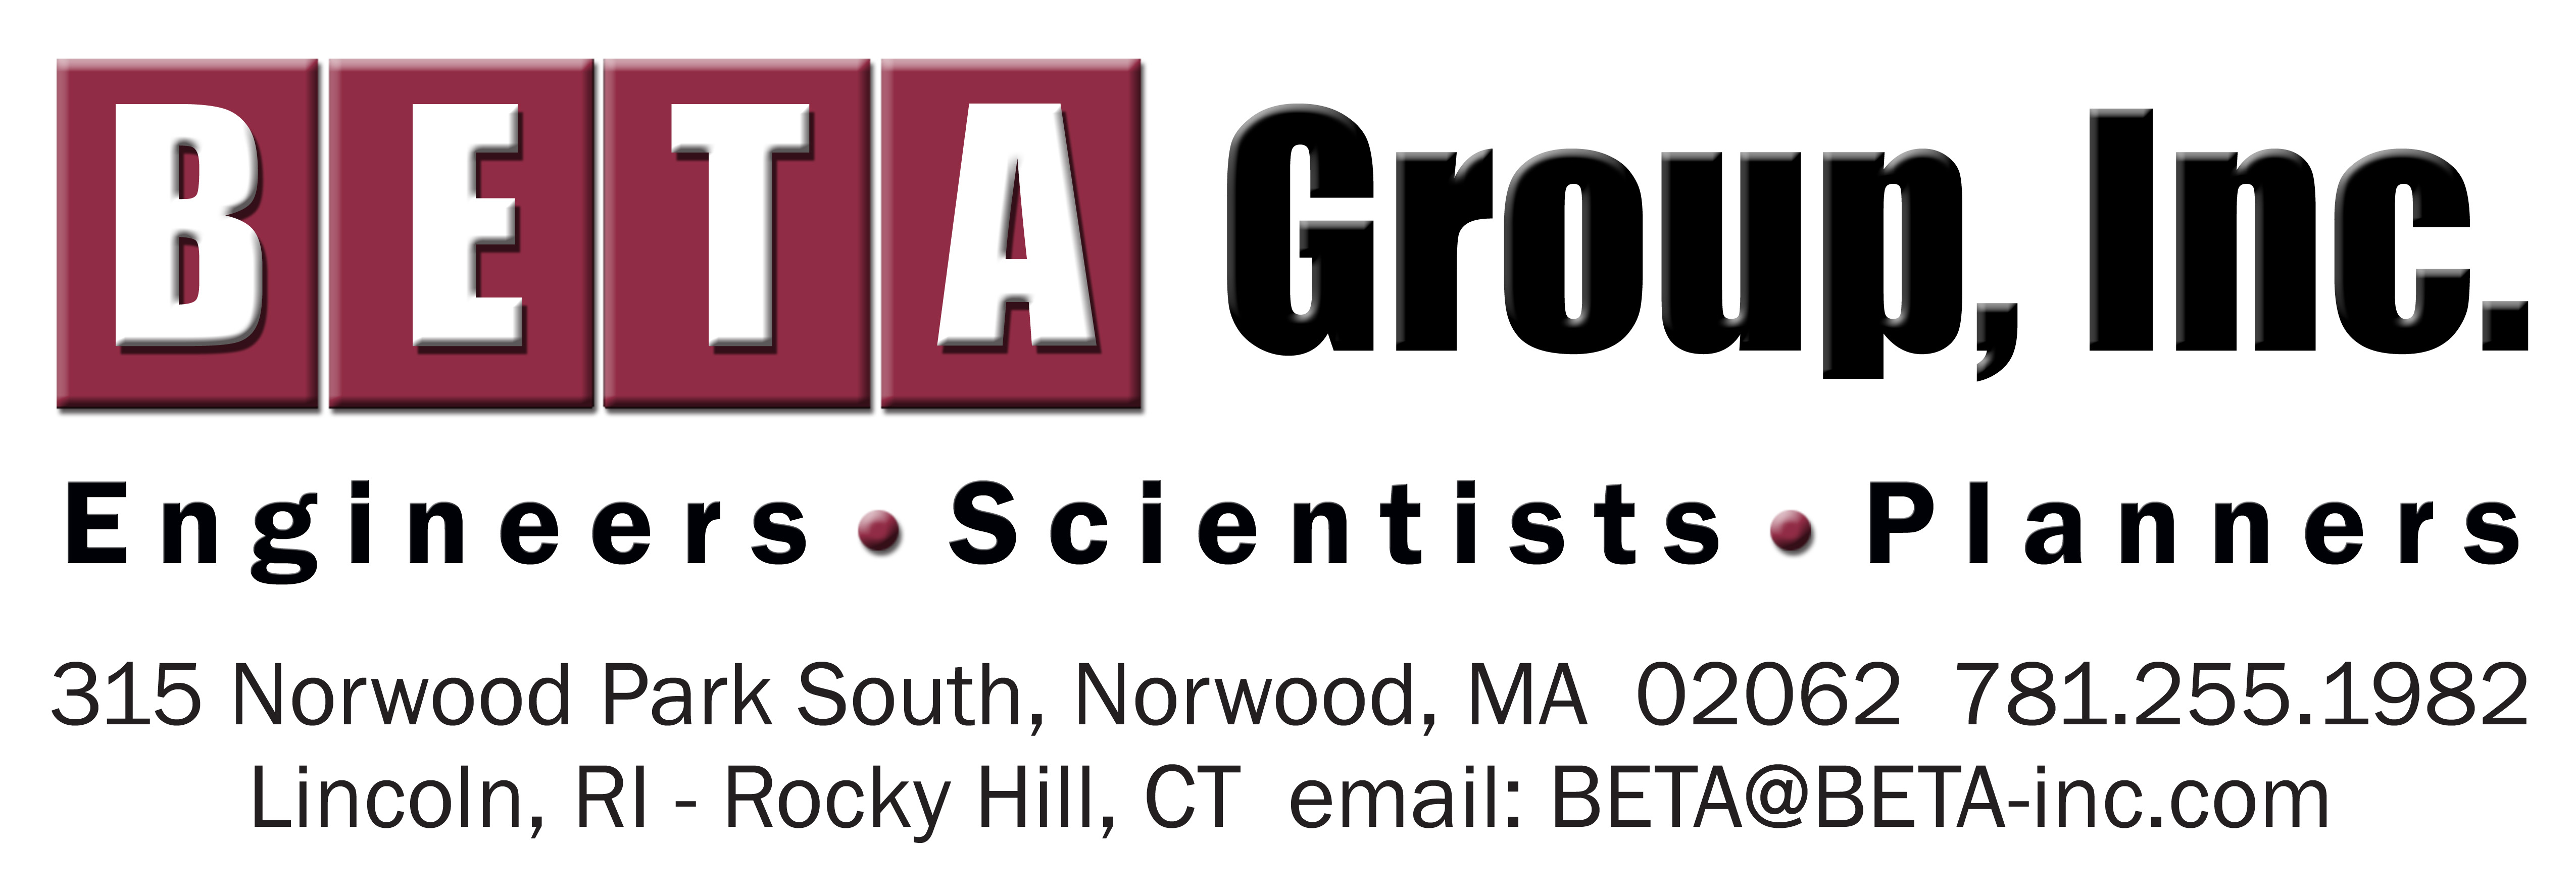 BETA Group, Inc.
Engineers • Scientists • Planners
315 Norwood Park South, Norwood, MA 02062 781.255.1982
Lincoln, RI - Rocky Hill, CT email: BETA@BETA-inc.com